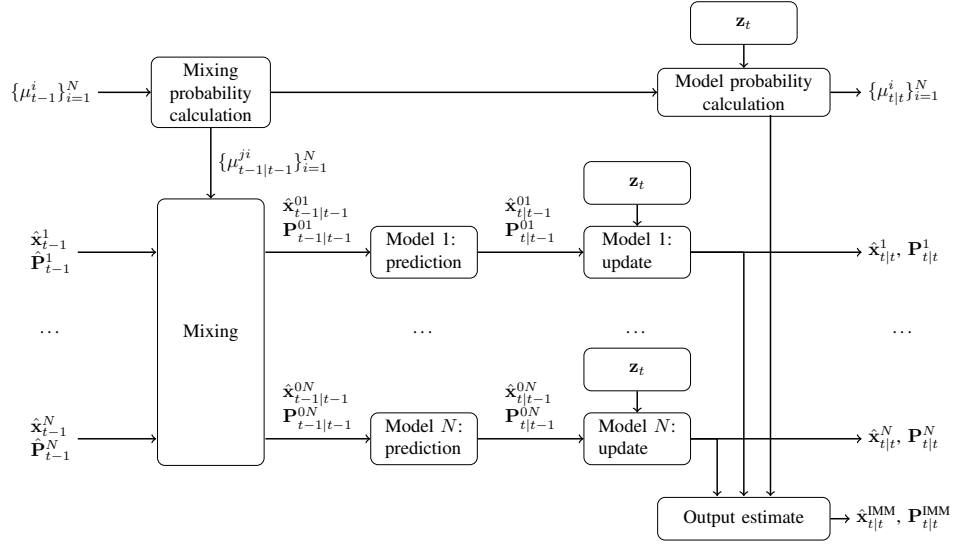 z_t
{μ^i_{t−1}}^N_{i=1}
Mixing
probability
calculation
Model probability
calculation
{μ^i_{t|t}}^N_{i=1}
{μ^{ji}_{t−1|t−1}}^N_{i=1}
z_t
x̂^1_{t−1}
P̂^1_{t−1}
x̂^{01}_{t−1|t−1}
P^{01}_{t−1|t−1}
Model 1:
prediction
x̂^{01}_{t|t−1}
P^{01}_{t|t−1}
Model 1:
update
x̂^1_{t|t}, P^1_{t|t}
...
Mixing
...
...
...
z_t
x̂^N_{t−1}
P̂^N_{t−1}
x̂^{0N}_{t−1|t−1}
P^{0N}_{t−1|t−1}
Model N:
prediction
x̂^{0N}_{t|t−1}
P^{0N}_{t|t−1}
Model N:
update
x̂^N_{t|t}, P^N_{t|t}
Output estimate
x̂^{IMM}_{t|t}, P^{IMM}_{t|t}